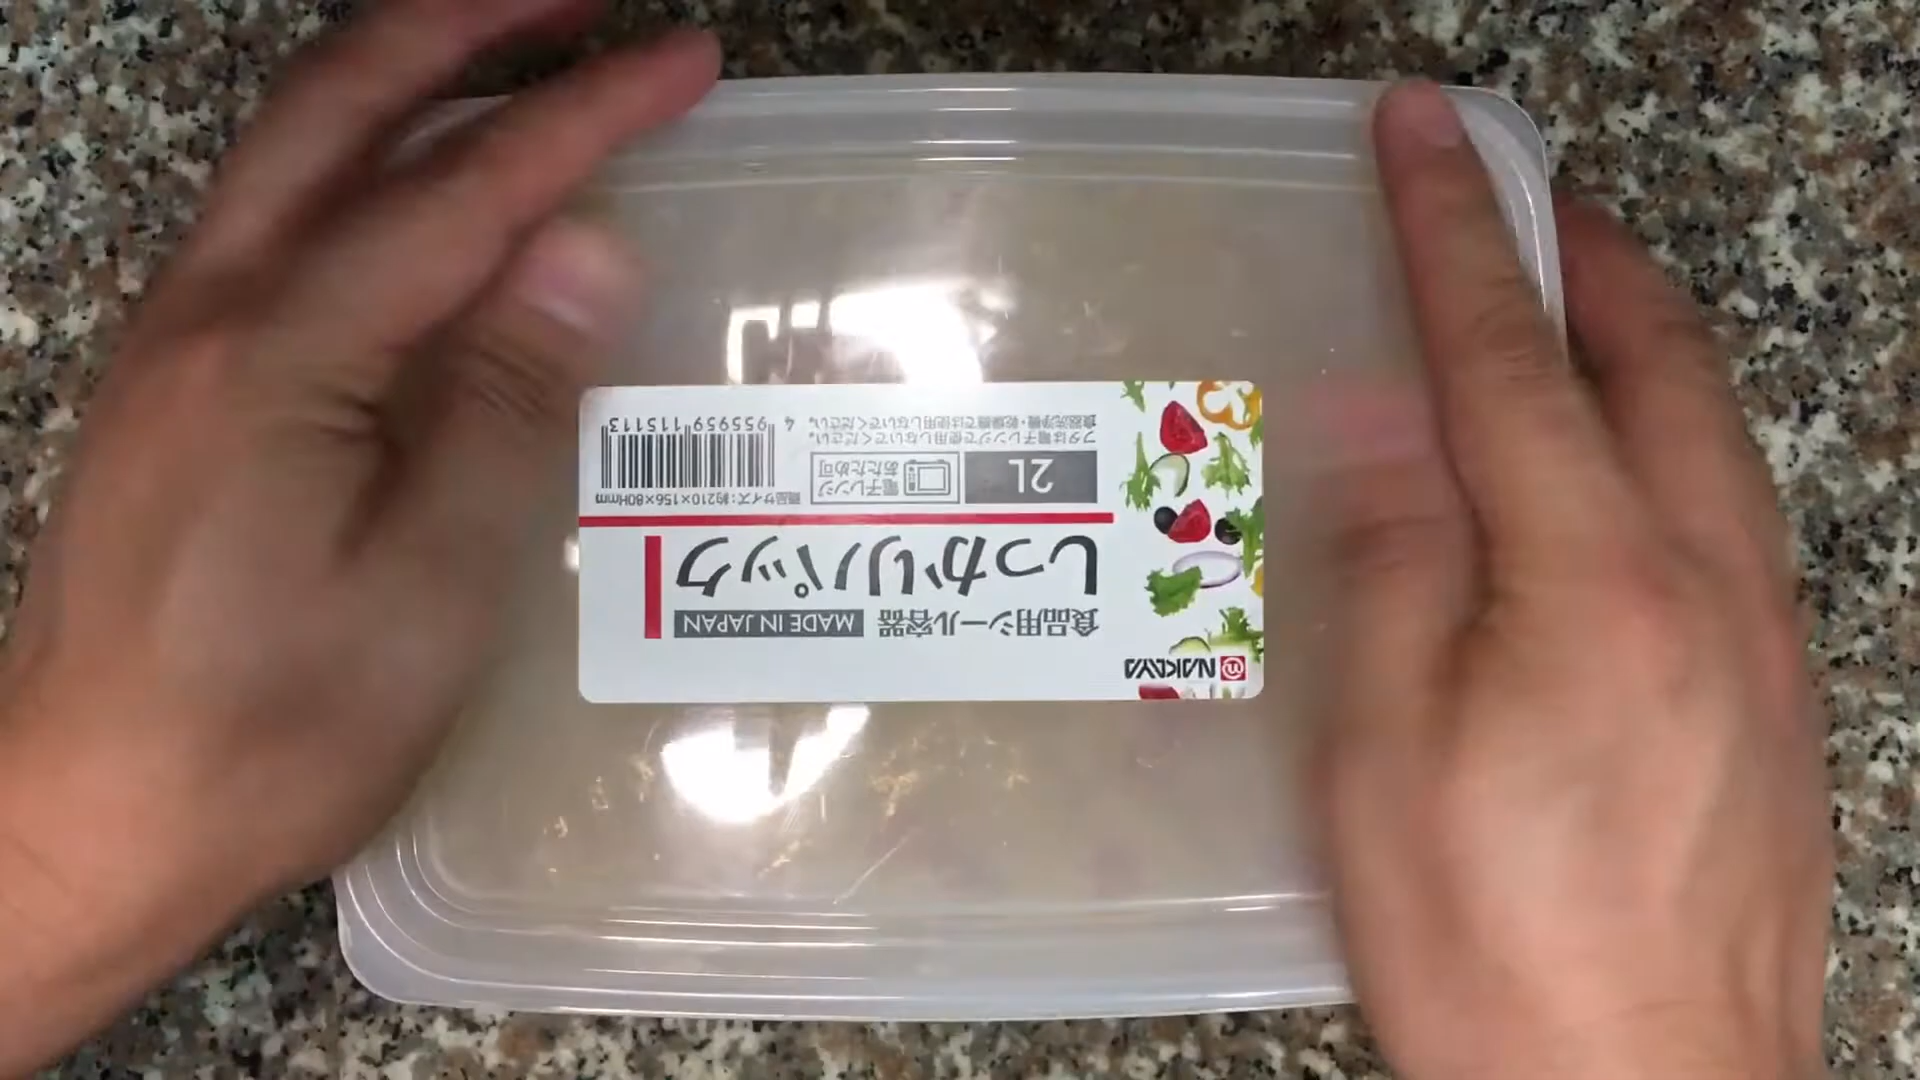 NAKAYA
食品用シール容器 MADE IN JAPAN
しっかりパック
2L
電子レンジ
あたため可
商品サイズ：約210×156×80Hmm
フタは電子レンジで使用しないでください。
食器洗浄機・乾燥機では使用しないでください。
4 955959 115113